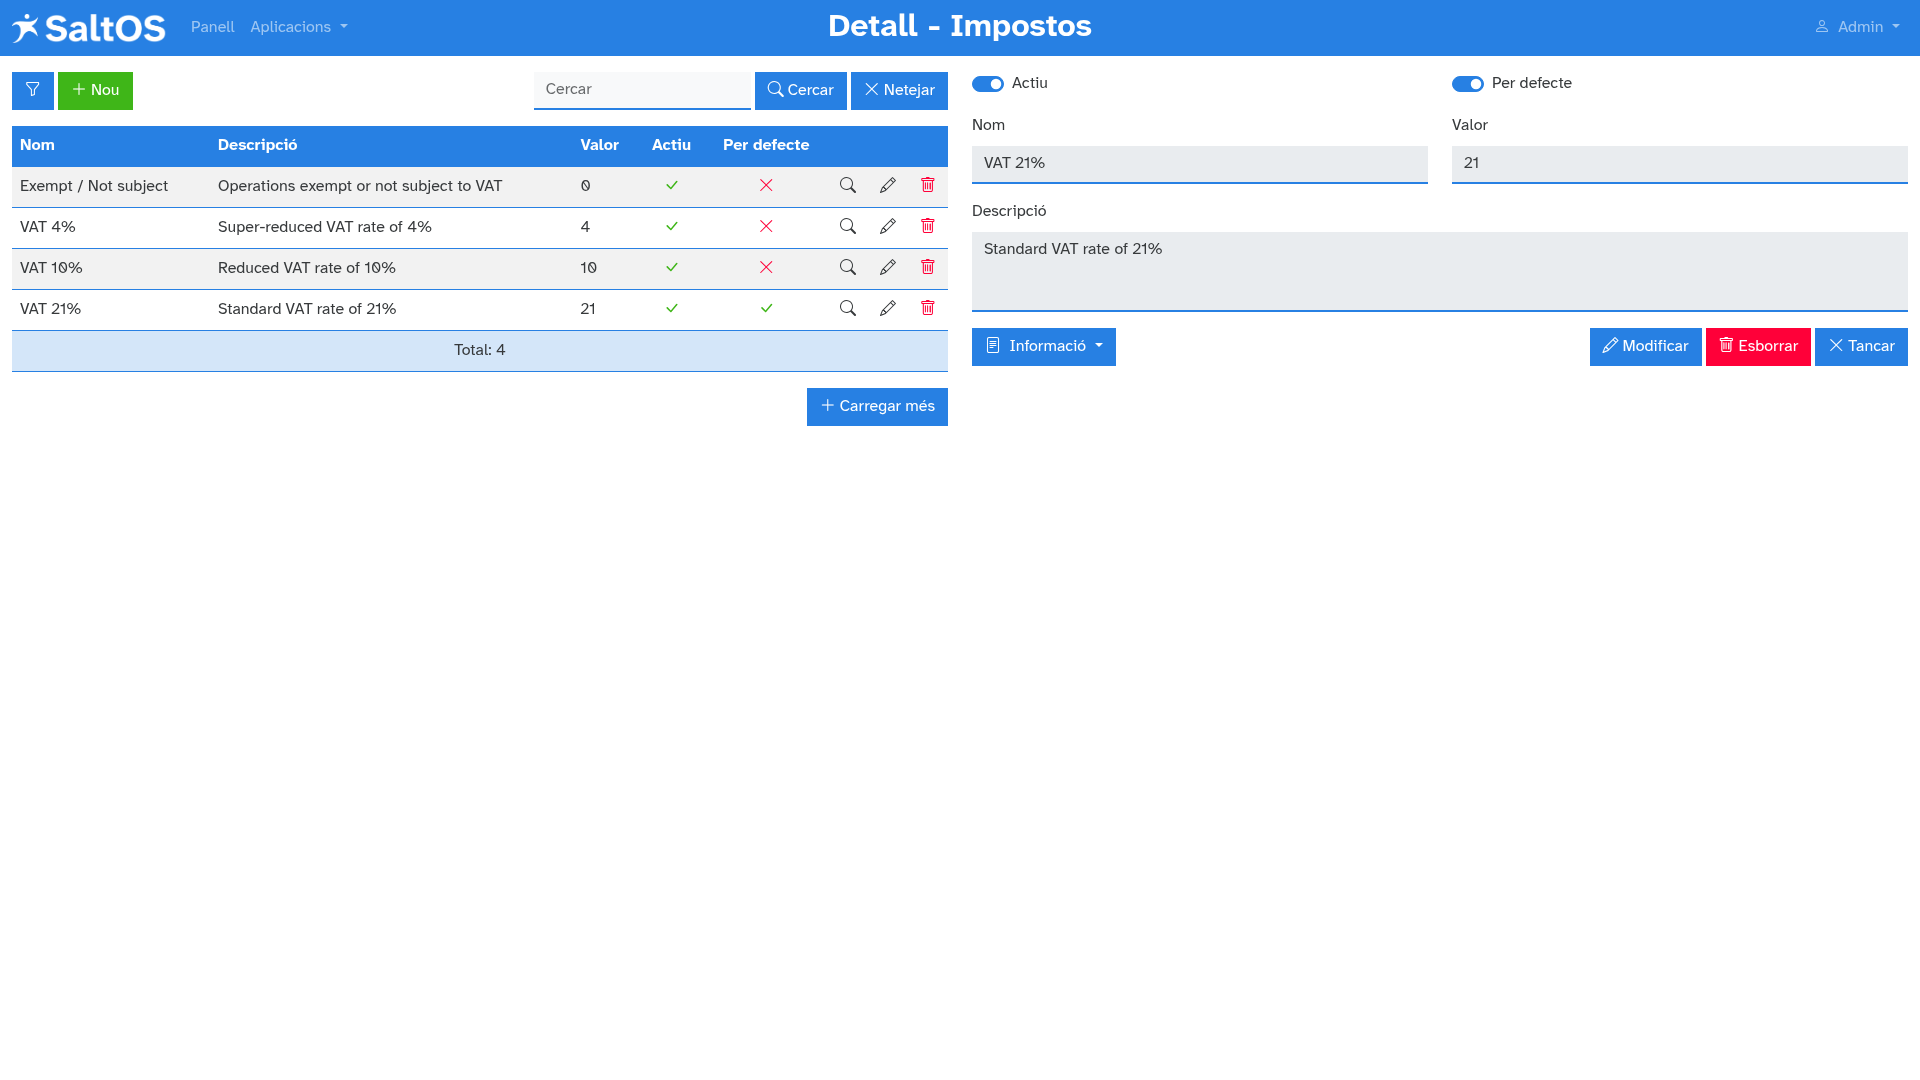 SaltOS Panell Aplicacions Detall - Impostos Admin
Nou Cercar Cercar Netejar
Nom Descripció Valor Actiu Per defecte
Exempt / Not subject Operations exempt or not subject to VAT 0
VAT 4% Super-reduced VAT rate of 4% 4
VAT 10% Reduced VAT rate of 10% 10
VAT 21% Standard VAT rate of 21% 21
Total: 4
Carregar més
Actiu Per defecte
Nom Valor
VAT 21% 21
Descripció
Standard VAT rate of 21%
Informació Modificar Esborrar Tancar